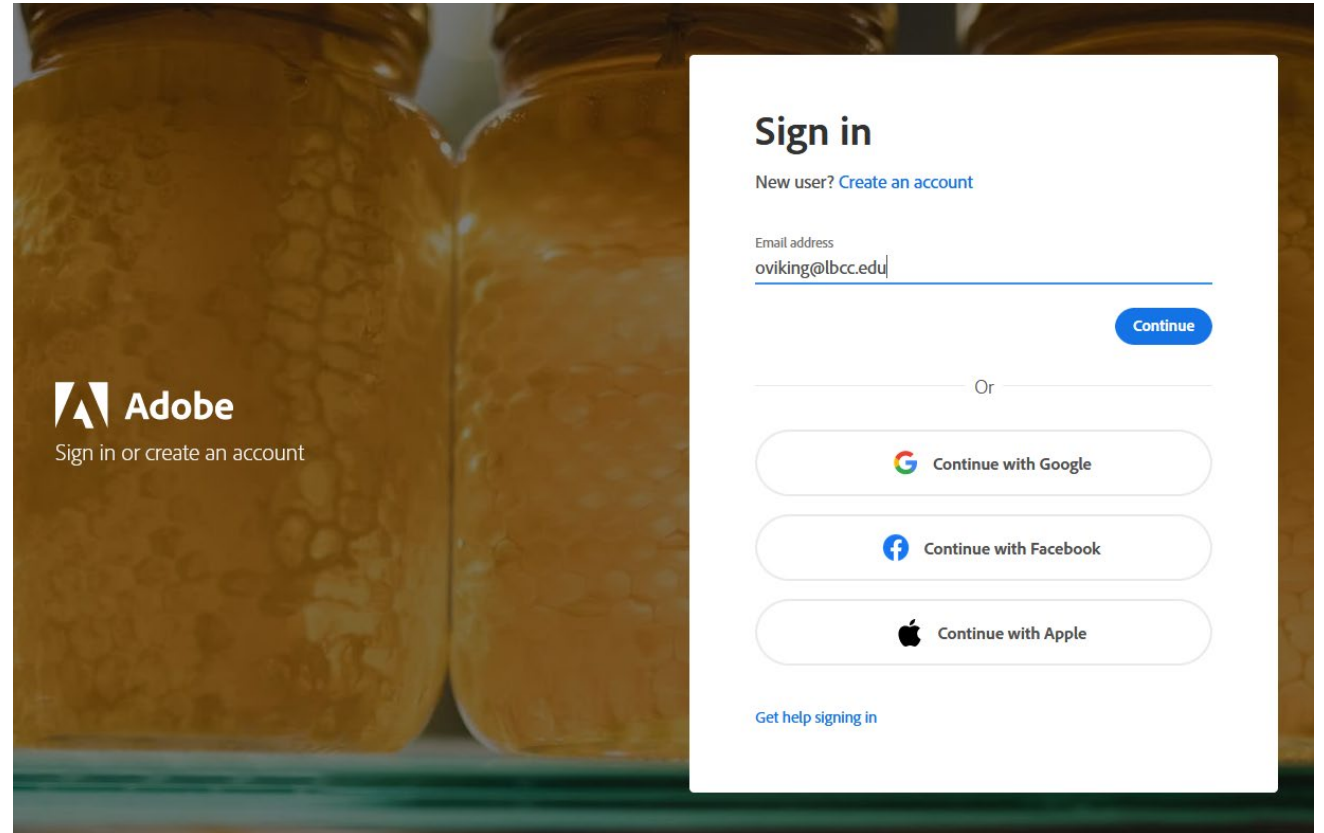 Adobe
Sign in or create an account
Sign in
New user? Create an account
Email address
oviking@lbcc.edu
Continue
Or
Continue with Google
Continue with Facebook
Continue with Apple
Get help signing in